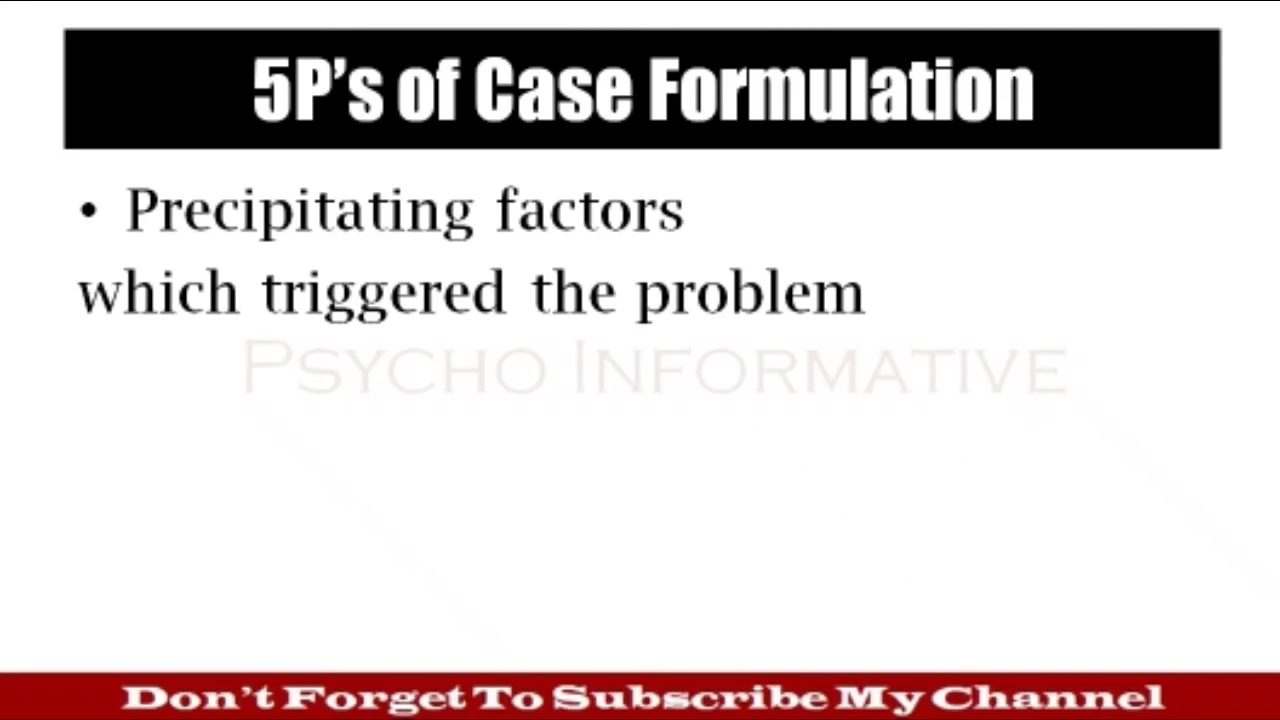 5P’s of Case Formulation
• Precipitating factors
which triggered the problem
PSYCHO INFORMATIVE
Don’t Forget To Subscribe My Channel